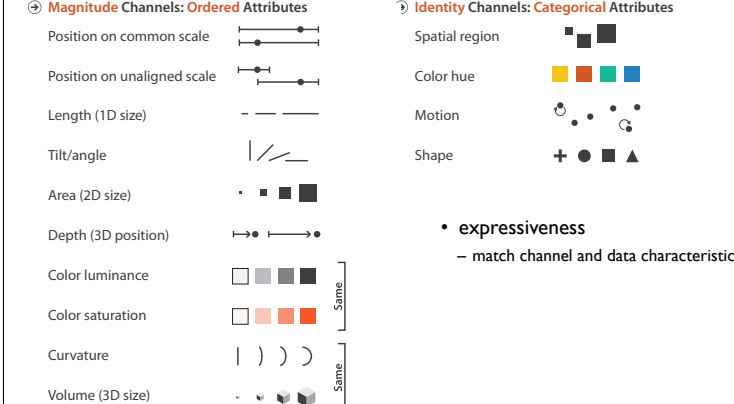 Magnitude Channels: Ordered Attributes
Position on common scale
Position on unaligned scale
Length (1D size)
Tilt/angle
Area (2D size)
Depth (3D position)
Color luminance
Color saturation
Same
Curvature
Volume (3D size)
Same
Identity Channels: Categorical Attributes
Spatial region
Color hue
Motion
Shape
• expressiveness
– match channel and data characteristic